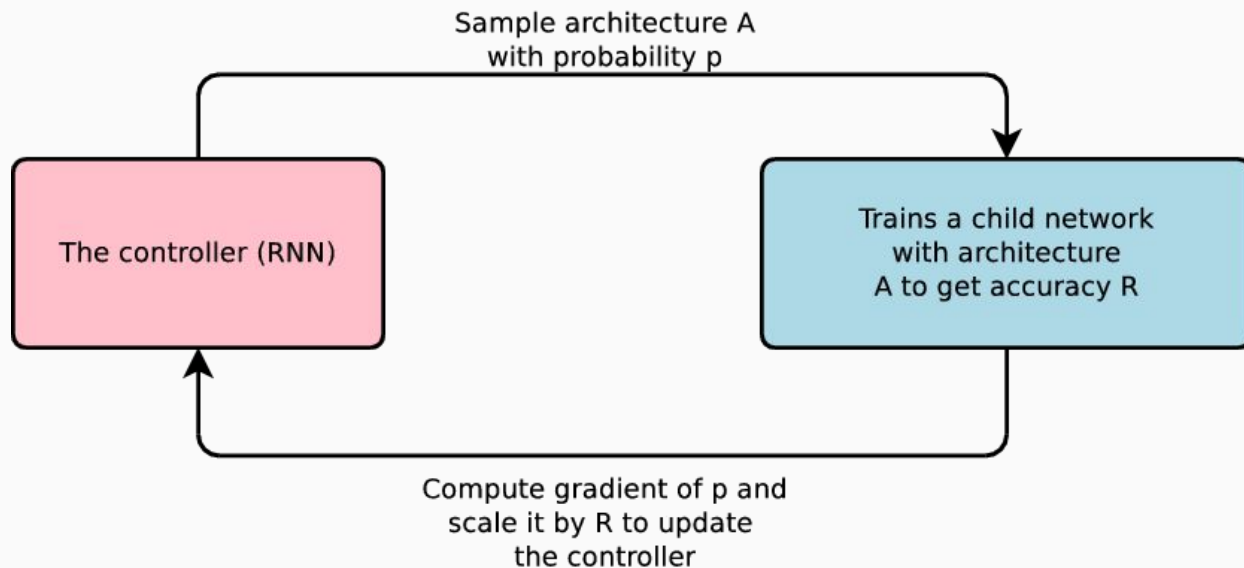 Sample architecture A
with probability p
The controller (RNN)
Trains a child network
with architecture
A to get accuracy R
Compute gradient of p and
scale it by R to update
the controller